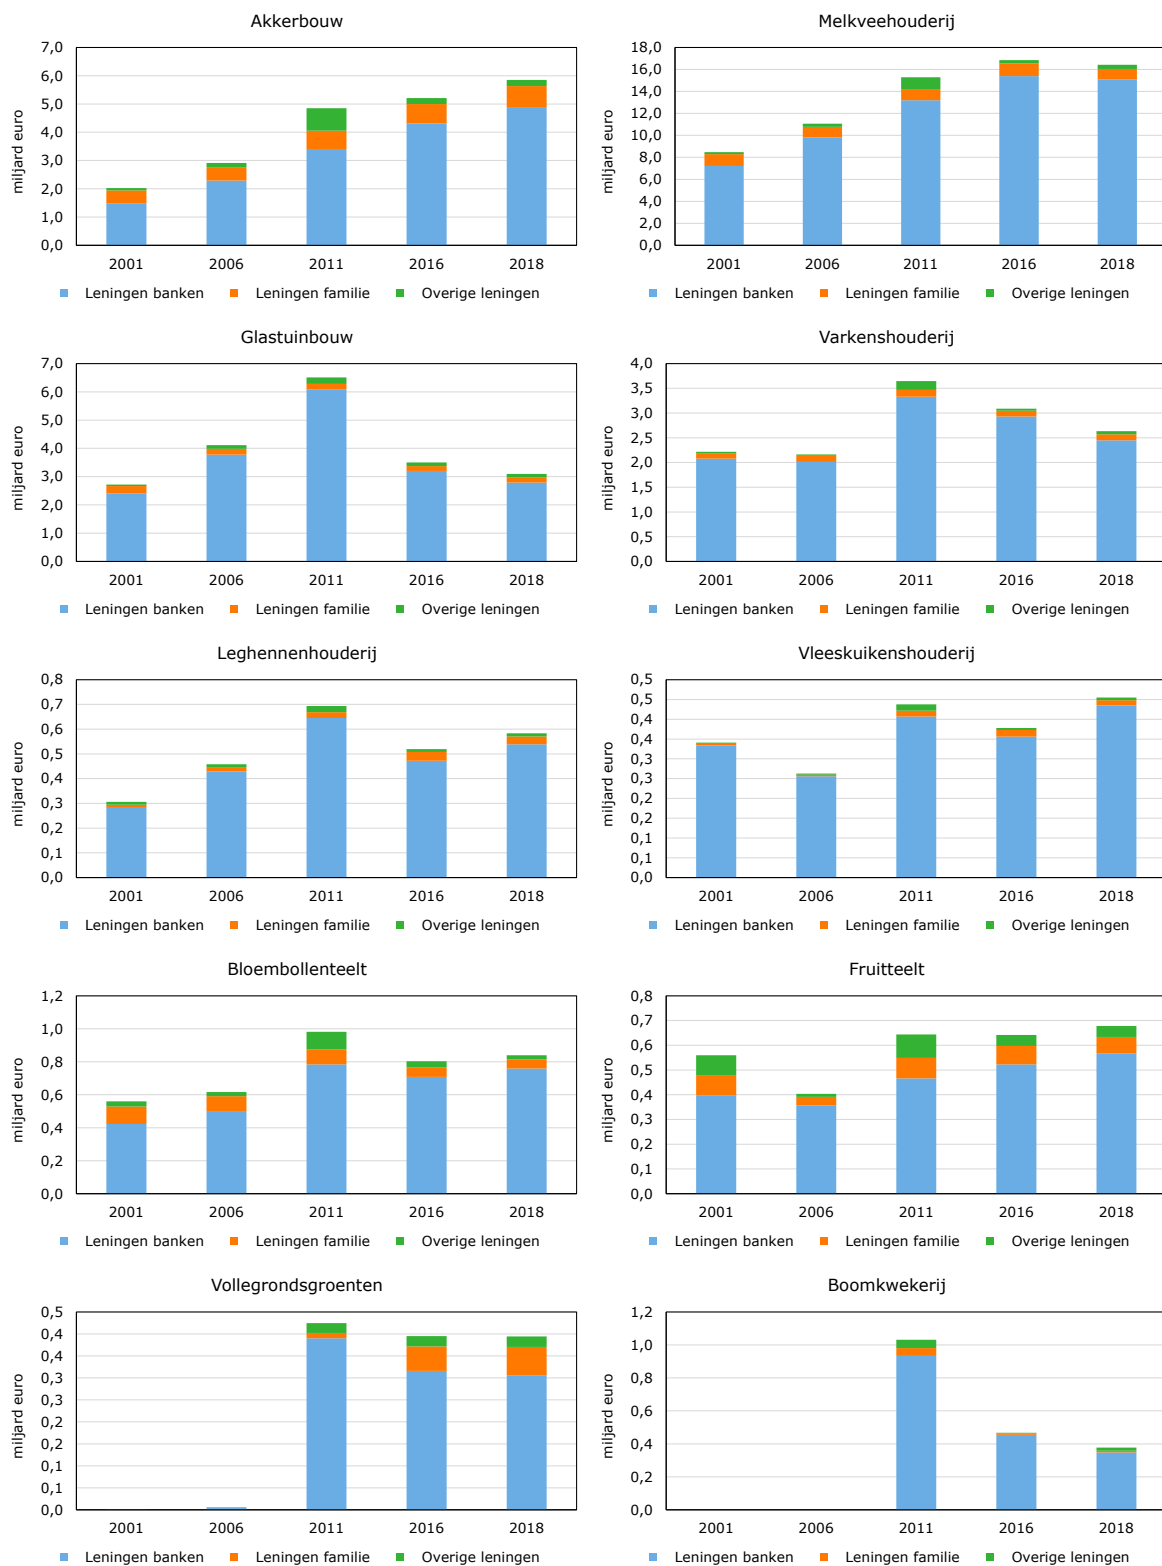 Akkerbouw
7,0
6,0
5,0
4,0
3,0
2,0
1,0
0,0
miljard euro
2001 2006 2011 2016 2018
Leningen banken Leningen familie Overige leningen
Melkveehouderij
18,0
16,0
14,0
12,0
10,0
8,0
6,0
4,0
2,0
0,0
miljard euro
2001 2006 2011 2016 2018
Leningen banken Leningen familie Overige leningen
Glastuinbouw
7,0
6,0
5,0
4,0
3,0
2,0
1,0
0,0
miljard euro
2001 2006 2011 2016 2018
Leningen banken Leningen familie Overige leningen
Varkenshouderij
4,0
3,5
3,0
2,5
2,0
1,5
1,0
0,5
0,0
miljard euro
2001 2006 2011 2016 2018
Leningen banken Leningen familie Overige leningen
Leghennenhouderij
0,8
0,7
0,6
0,5
0,4
0,3
0,2
0,1
0,0
miljard euro
2001 2006 2011 2016 2018
Leningen banken Leningen familie Overige leningen
Vleeskuikenshouderij
0,5
0,5
0,4
0,4
0,3
0,3
0,2
0,2
0,1
0,1
0,0
miljard euro
2001 2006 2011 2016 2018
Leningen banken Leningen familie Overige leningen
Bloembollenteelt
1,2
1,0
0,8
0,6
0,4
0,2
0,0
miljard euro
2001 2006 2011 2016 2018
Leningen banken Leningen familie Overige leningen
Fruitteelt
0,8
0,7
0,6
0,5
0,4
0,3
0,2
0,1
0,0
miljard euro
2001 2006 2011 2016 2018
Leningen banken Leningen familie Overige leningen
Vollegrondsgroenten
0,5
0,4
0,4
0,3
0,3
0,2
0,2
0,1
0,1
0,0
miljard euro
2001 2006 2011 2016 2018
Leningen banken Leningen familie Overige leningen
Boomkwekerij
1,2
1,0
0,8
0,6
0,4
0,2
0,0
miljard euro
2001 2006 2011 2016 2018
Leningen banken Leningen familie Overige leningen